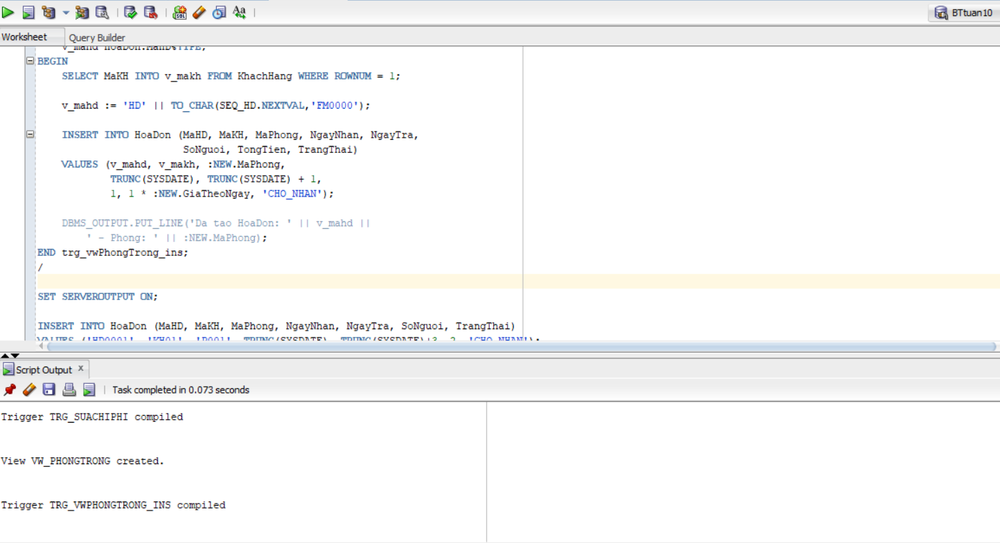 BTtuan10
Worksheet Query Builder
v_mahd HoaDon.MaHD%TYPE;
BEGIN
SELECT MaKH INTO v_makh FROM KhachHang WHERE ROWNUM = 1;
v_mahd := 'HD' || TO_CHAR(SEQ_HD.NEXTVAL,'FM0000');
INSERT INTO HoaDon (MaHD, MaKH, MaPhong, NgayNhan, NgayTra,
SoNguoi, TongTien, TrangThai)
VALUES (v_mahd, v_makh, :NEW.MaPhong,
TRUNC(SYSDATE), TRUNC(SYSDATE) + 1,
1, 1 * :NEW.GiaTheoNgay, 'CHO_NHAN');
DBMS_OUTPUT.PUT_LINE('Da tao HoaDon: ' || v_mahd ||
' - Phong: ' || :NEW.MaPhong);
END trg_vwPhongTrong_ins;
/
SET SERVEROUTPUT ON;
INSERT INTO HoaDon (MaHD, MaKH, MaPhong, NgayNhan, NgayTra, SoNguoi, TrangThai)
VALUES ('HD0001', 'KH01', 'P001', TRUNC(SYSDATE), TRUNC(SYSDATE)+3, 2, 'CHO_NHAN');
Script Output x
Task completed in 0.073 seconds
Trigger TRG_SUACHIPHI compiled
View VW_PHONGTRONG created.
Trigger TRG_VWPHONGTRONG_INS compiled